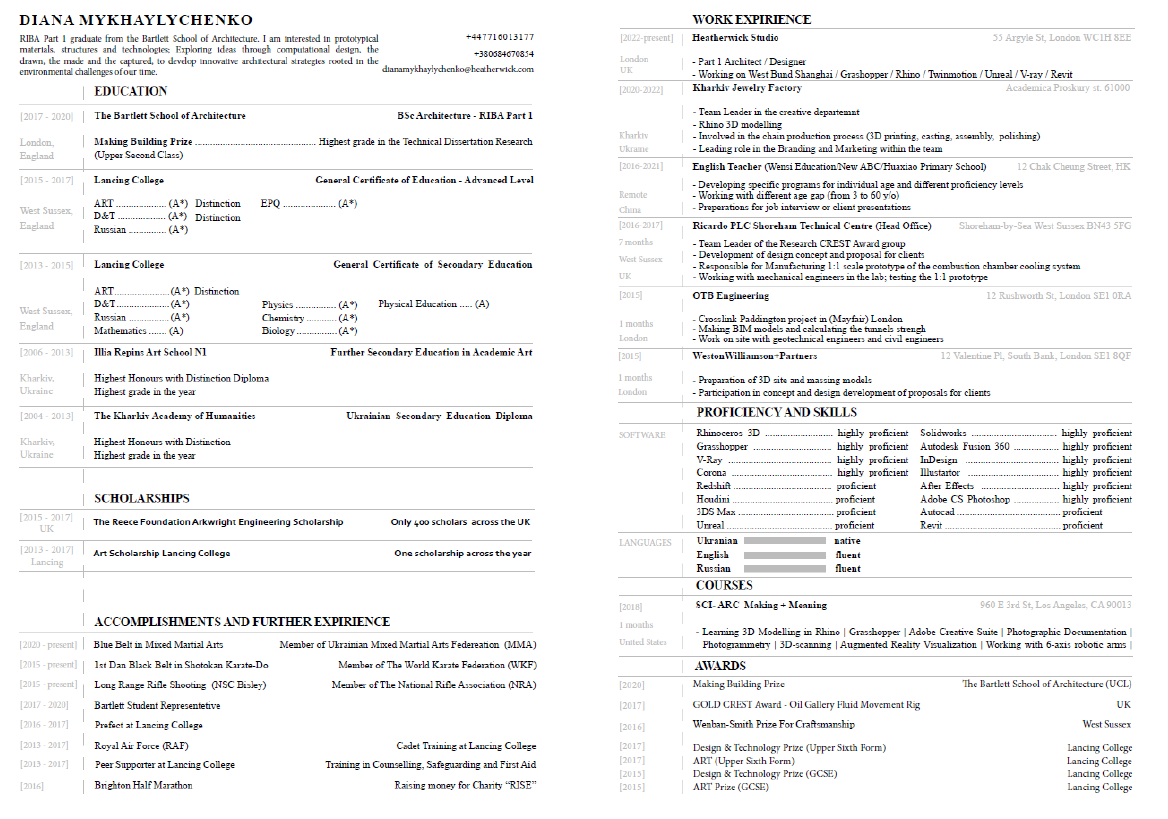 DIANA MYKHAYLYCHENKO
RIBA Part 1 graduate from the Bartlett School of Architecture. I am interested in prototypical
materials, structures and technologies; Exploring ideas through computational design, the
drawn, the made and the captured, to develop innovative architectural strategies rooted in the
environmental challenges of our time.
+447716013177
+380684670854
dianamykhaylychenko@heatherwick.com
EDUCATION
[2017 - 2020] The Bartlett School of Architecture BSc Architecture - RIBA Part 1
London, England
Making Building Prize ........................................... Highest grade in the Technical Dissertation Research
(Upper Second Class)
[2015 - 2017] Lancing College General Certificate of Education - Advanced Level
West Sussex, England
ART .................. (A*) Distinction EPQ ................... (A*)
D&T ................. (A*) Distinction
Russian .............. (A*)
[2013 - 2015] Lancing College General Certificate of Secondary Education
West Sussex, England
ART.................... (A*) Distinction
D&T ................... (A*) Physics .............. (A*) Physical Education ..... (A)
Russian .............. (A*) Chemistry ........... (A*)
Mathematics ....... (A) Biology ............... (A*)
[2006 - 2013] Illia Repins Art School N1 Further Secondary Education in Academic Art
Kharkiv, Ukraine
Highest Honours with Distinction Diploma
Highest grade in the year
[2004 - 2013] The Kharkiv Academy of Humanities Ukrainian Secondary Education Diploma
Kharkiv, Ukraine
Highest Honours with Distinction
Highest grade in the year
SCHOLARSHIPS
[2015 - 2017] UK
The Reece Foundation Arkwright Engineering Scholarship Only 400 scholars across the UK
[2013 - 2017] Lancing
Art Scholarship Lancing College One scholarship across the year
ACCOMPLISHMENTS AND FURTHER EXPIRIENCE
[2020 - present] Blue Belt in Mixed Martial Arts Member of Ukrainian Mixed Martial Arts Federeation (MMA)
[2015 - present] 1st Dan Black Belt in Shotokan Karate-Do Member of The World Karate Federation (WKF)
[2015 - present] Long Range Rifle Shooting (NSC Bisley) Member of The National Rifle Association (NRA)
[2017 - 2020] Bartlett Student Representetive
[2016 - 2017] Prefect at Lancing College
[2013 - 2017] Royal Air Force (RAF) Cadet Training at Lancing College
[2013 - 2017] Peer Supporter at Lancing College Training in Counselling, Safeguarding and First Aid
[2016] Brighton Half Marathon Raising money for Charity “RISE”
WORK EXPIRIENCE
[2022-present] Heatherwick Studio 55 Argyle St, London WC1H 8EE
London UK
- Part 1 Architect / Designer
- Working on West Bund Shanghai / Grashopper / Rhino / Twinmotion / Unreal / V-ray / Revit
[2020-2022] Kharkiv Jewelry Factory Academica Proskury st. 61000
Kharkiv Ukraine
- Team Leader in the creative departemnt
- Rhino 3D modelling
- Involved in the chain production process (3D printing, casting, assembly, polishing)
- Leading role in the Branding and Marketing within the team
[2016-2021] English Teacher (Wensi Education/New ABC/Huaxiao Primary School) 12 Chak Cheung Street, HK
Remote China
- Developing specific programs for individual age and different proficiency levels
- Working with different age gap (from 3 to 60 y/o)
- Preperations for job interview or client presentations
[2016-2017] Ricardo PLC Shoreham Technical Centre (Head Office) Shoreham-by-Sea West Sussex BN43 5FG
7 months
West Sussex
UK
- Team Leader of the Research CREST Award group
- Development of design concept and proposal for clients
- Responsible for Manufacturing 1:1 scale prototype of the combustion chamber cooling system
- Working with mechanical engineers in the lab; testing the 1:1 prototype
[2015] OTB Engineering 12 Rushworth St, London SE1 0RA
1 months
London
- Crosslink Paddington project in (Mayfair) London
- Making BIM models and calculating the tunnels strengh
- Work on site with geotechnical engineers and civil engineers
[2015] WestonWilliamson+Partners 12 Valentine Pl, South Bank, London SE1 8QF
1 months
London
- Preparation of 3D site and massing models
- Participation in concept and design development of proposals for clients
PROFICIENCY AND SKILLS
SOFTWARE
Rhinoceros 3D ........................ highly proficient Solidworks ............................... highly proficient
Grasshopper ............................ highly proficient Autodesk Fusion 360 ................ highly proficient
V-Ray ..................................... highly proficient InDesign ................................... highly proficient
Corona .................................... highly proficient Illustartor ................................. highly proficient
Redshift ................................... proficient After Effects ............................ highly proficient
Houdini ................................... proficient Adobe CS Photoshop ............... highly proficient
3DS Max ................................. proficient Autocad .................................... proficient
Unreal ..................................... proficient Revit ........................................ proficient
LANGUAGES
Ukranian native
English fluent
Russian fluent
COURSES
[2018] SCI-ARC Making + Meaning 960 E 3rd St, Los Angeles, CA 90013
1 months
United States
- Learning 3D Modelling in Rhino | Grasshopper | Adobe Creative Suite | Photographic Documentation |
Photogrammetry | 3D-scanning | Augmented Reality Visualization | Working with 6-axis robotic arms |
AWARDS
[2020] Making Building Prize The Bartlett School of Architecture (UCL)
[2017] GOLD CREST Award - Oil Gallery Fluid Movement Rig UK
[2016] Wenban-Smith Prize For Craftsmanship West Sussex
[2017] Design & Technology Prize (Upper Sixth Form) Lancing College
[2017] ART (Upper Sixth Form) Lancing College
[2015] Design & Technology Prize (GCSE) Lancing College
[2015] ART Prize (GCSE) Lancing College